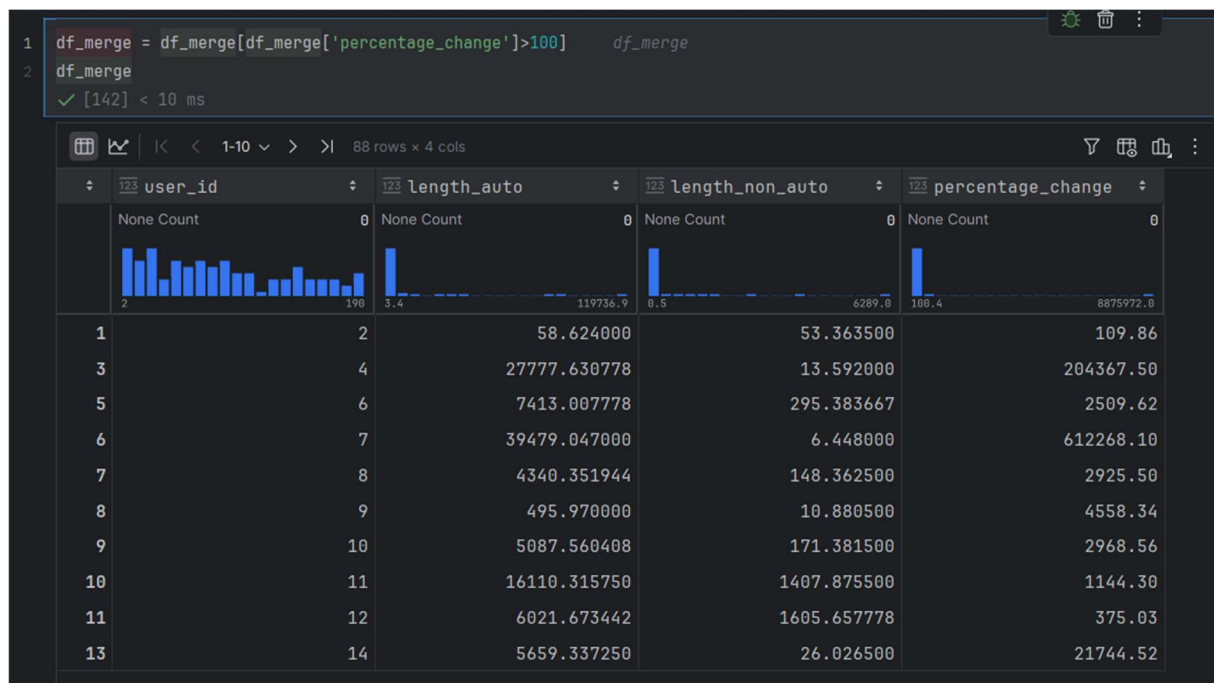 1 df_merge = df_merge[df_merge['percentage_change']>100] df_merge
2 df_merge
[142] < 10 ms
1-10 88 rows × 4 cols
123 user_id 123 length_auto 123 length_non_auto 123 percentage_change
None Count 0 None Count 0 None Count 0 None Count 0
2 190 3.4 119736.9 0.5 6289.0 100.4 8875972.0
1 2 58.624000 53.363500 109.86
3 4 27777.630778 13.592000 204367.50
5 6 7413.007778 295.383667 2509.62
6 7 39479.047000 6.448000 612268.10
7 8 4340.351944 148.362500 2925.50
8 9 495.970000 10.880500 4558.34
9 10 5087.560408 171.381500 2968.56
10 11 16110.315750 1407.875500 1144.30
11 12 6021.673442 1605.657778 375.03
13 14 5659.337250 26.026500 21744.52